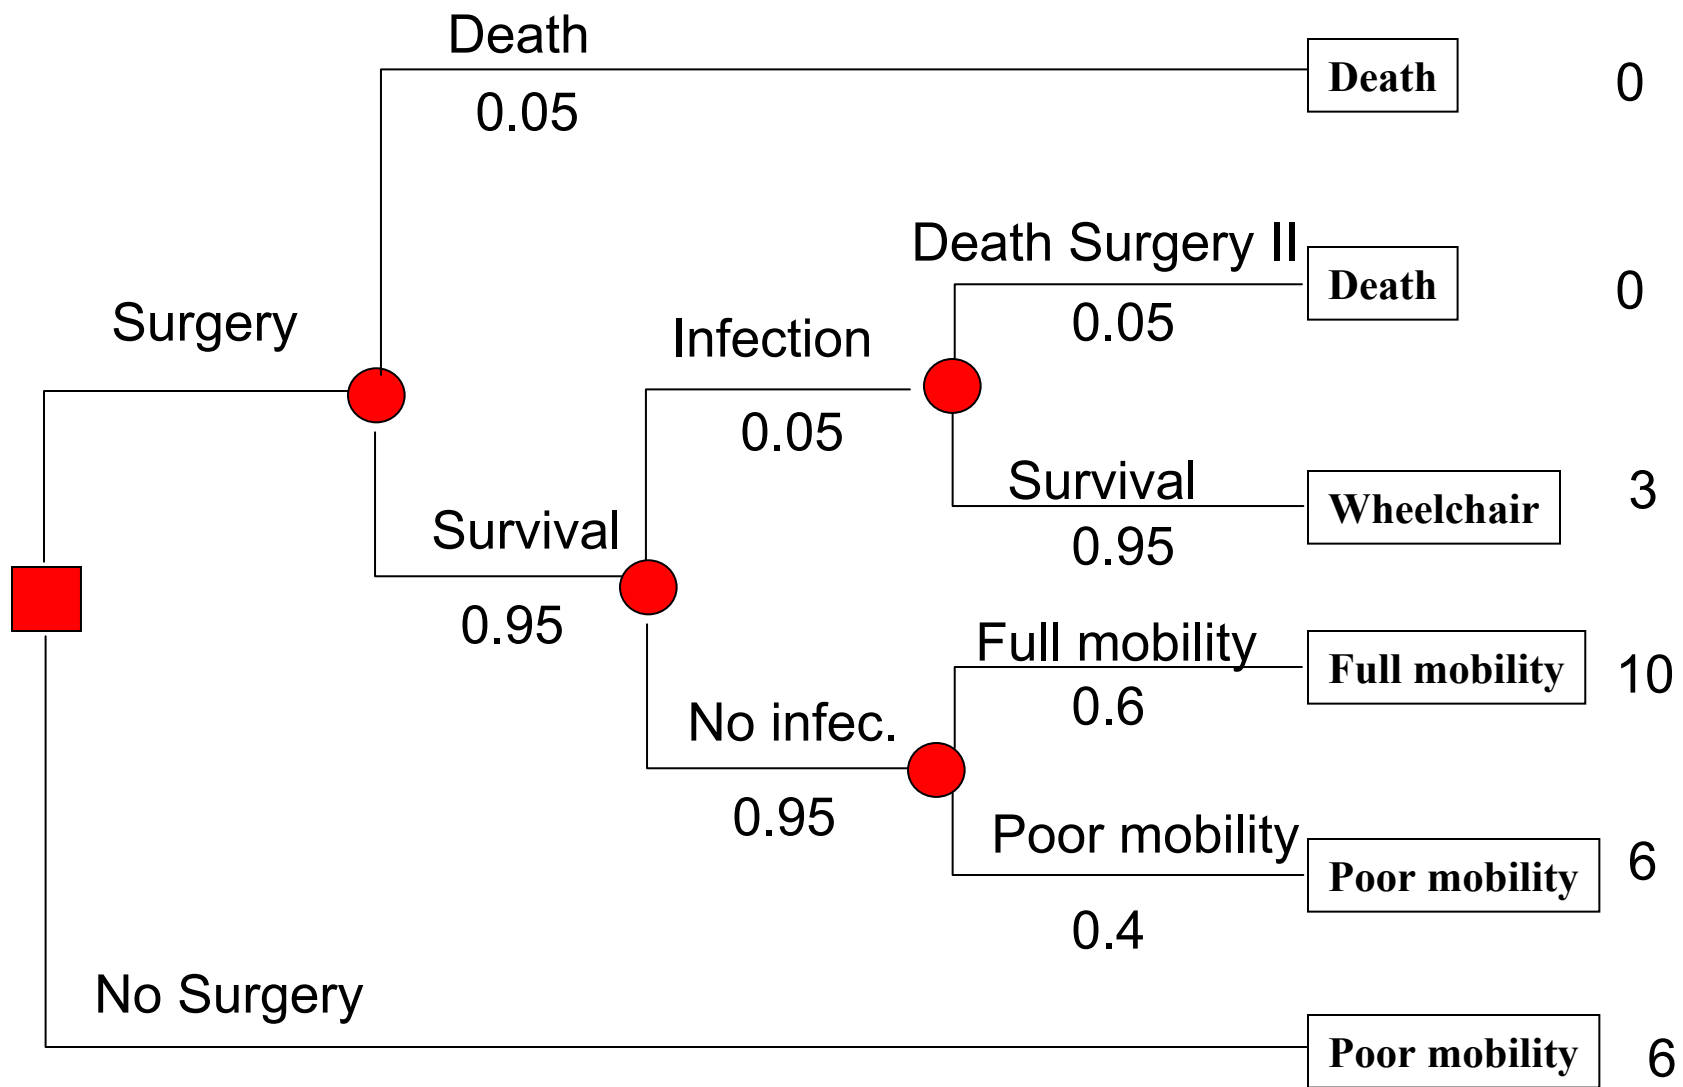 Death
0.05
Death 0
Death Surgery II
0.05
Death 0
Surgery
Infection
0.05
Survival
0.95
Wheelchair 3
Survival
0.95
Full mobility
0.6
Full mobility 10
No infec.
0.95
Poor mobility
0.4
Poor mobility 6
No Surgery
Poor mobility 6